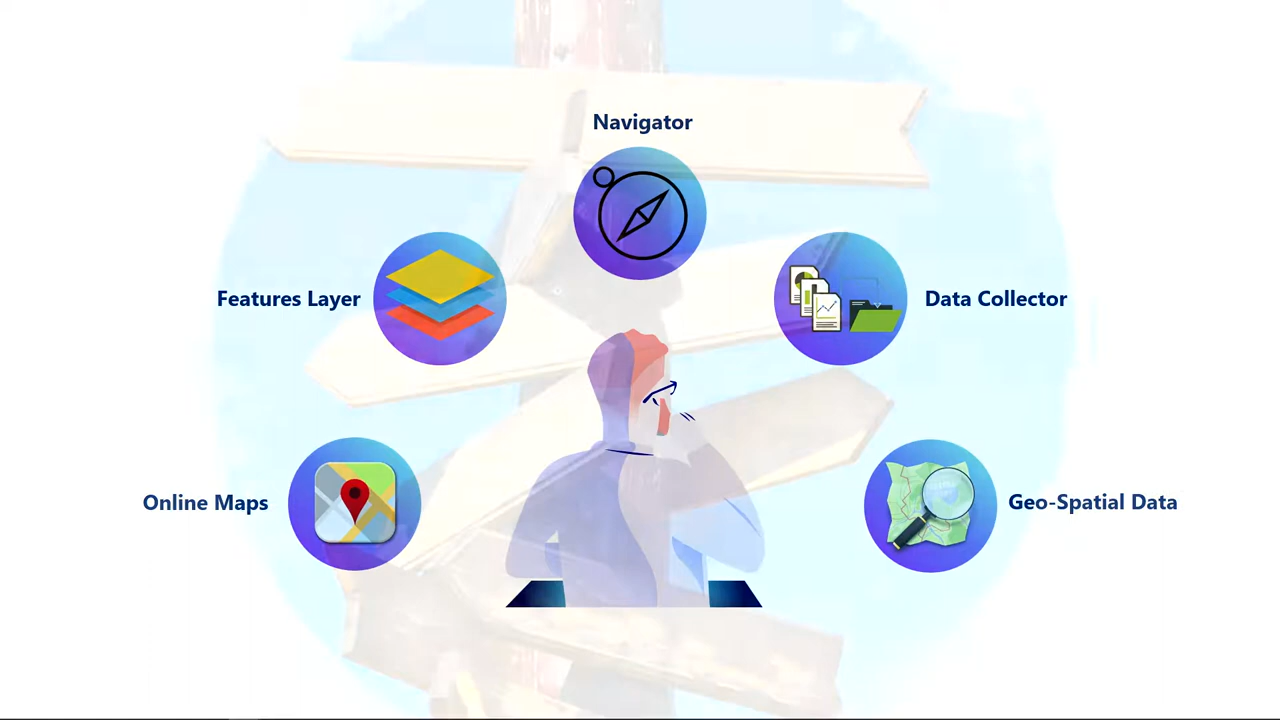 Navigator
Features Layer
Data Collector
Online Maps
Geo-Spatial Data